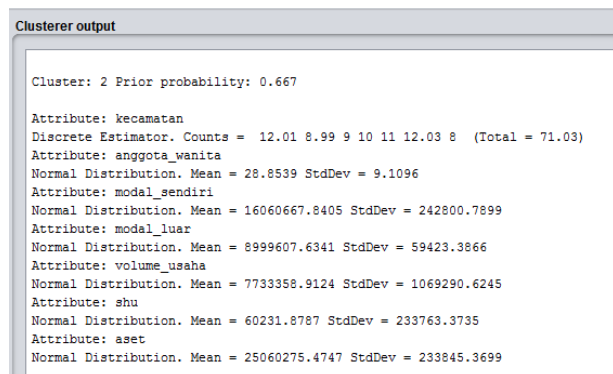 Clusterer output
Cluster: 2 Prior probability: 0.667
Attribute: kecamatan
Discrete Estimator. Counts =  12.01 8.99 9 10 11 12.03 8  (Total = 71.03)
Attribute: anggota_wanita
Normal Distribution. Mean = 28.8539 StdDev = 9.1096
Attribute: modal_sendiri
Normal Distribution. Mean = 16060667.8405 StdDev = 242800.7899
Attribute: modal_luar
Normal Distribution. Mean = 8999607.6341 StdDev = 59423.3866
Attribute: volume_usaha
Normal Distribution. Mean = 7733358.9124 StdDev = 1069290.6245
Attribute: shu
Normal Distribution. Mean = 60231.8787 StdDev = 233763.3735
Attribute: aset
Normal Distribution. Mean = 25060275.4747 StdDev = 233845.3699